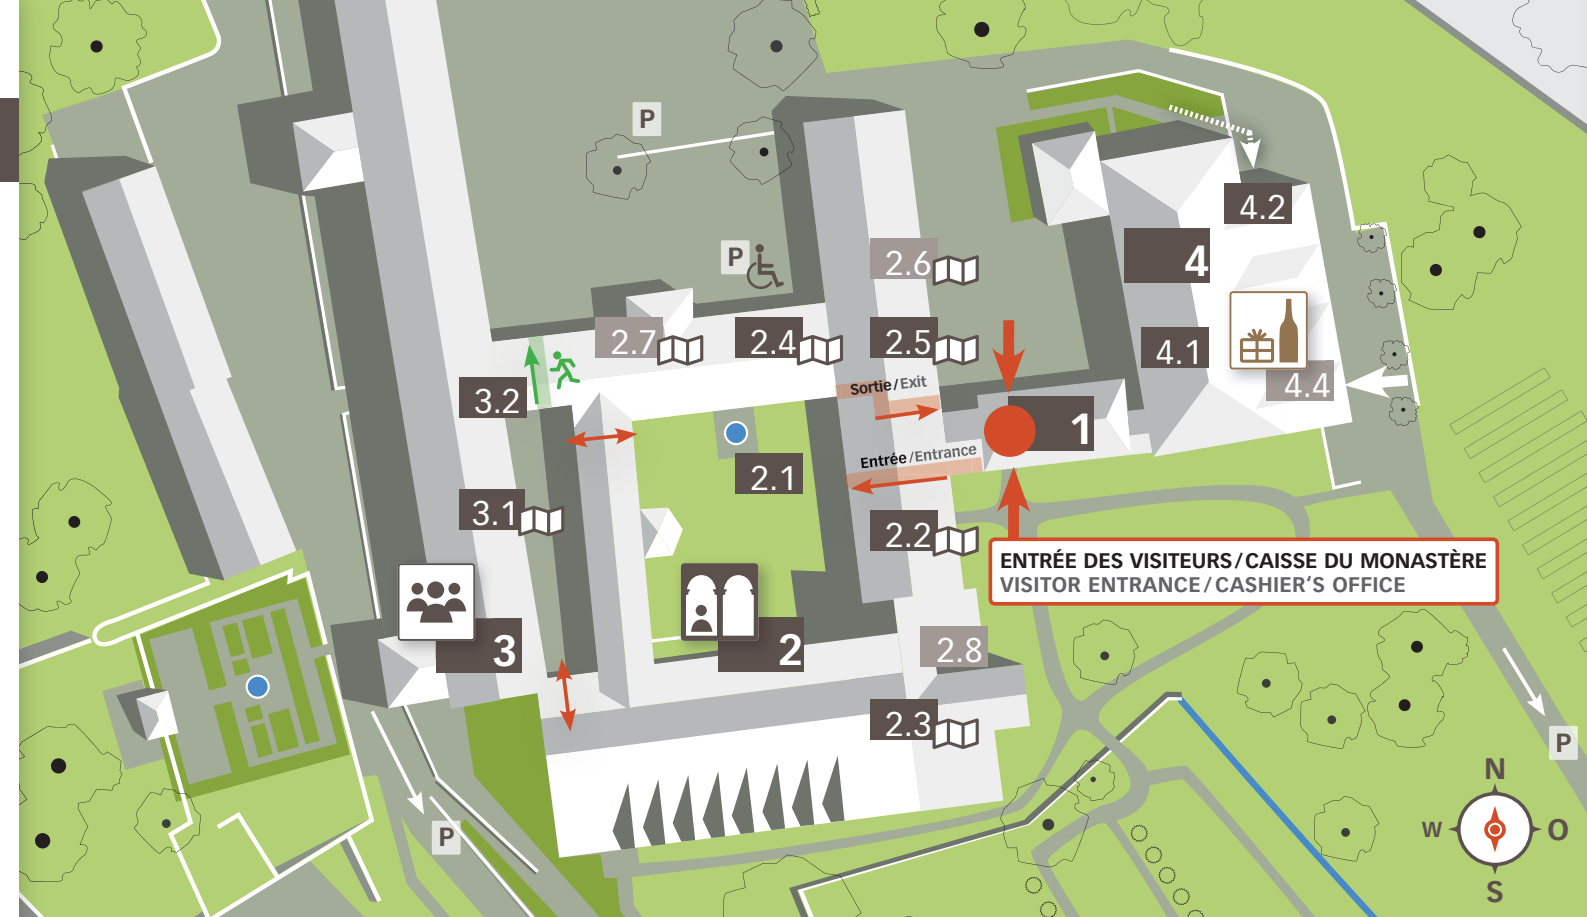 P
P
4.2
4
2.6
2.7
2.4
2.5
4.1
4.4
Sortie/Exit
3.2
1
Entrée/Entrance
2.1
3.1
2.2
ENTRÉE DES VISITEURS/CAISSE DU MONASTÈRE
VISITOR ENTRANCE/CASHIER'S OFFICE
3
2
2.8
2.3
P
P
N
W
O
S